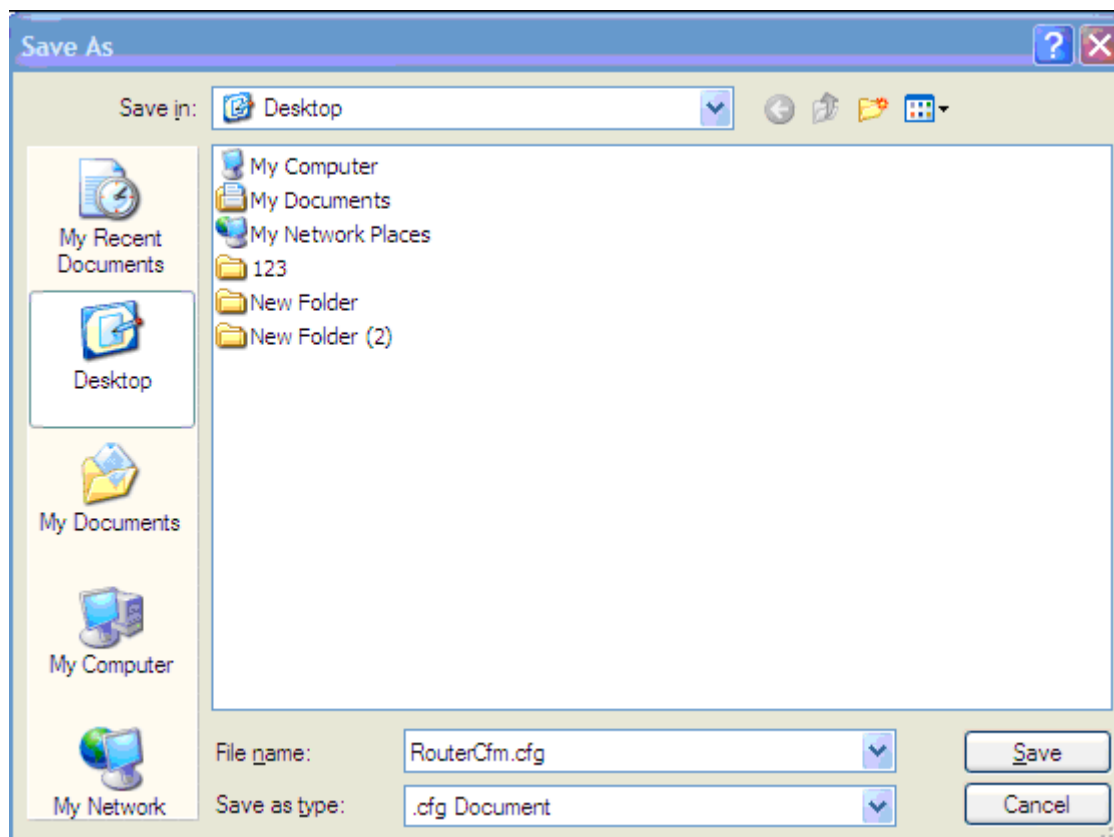 Save As
Save in:
Desktop
My Recent
Documents
Desktop
My Documents
My Computer
My Network
My Computer
My Documents
My Network Places
123
New Folder
New Folder (2)
File name:
RouterCfm.cfg
Save
Save as type:
.cfg Document
Cancel